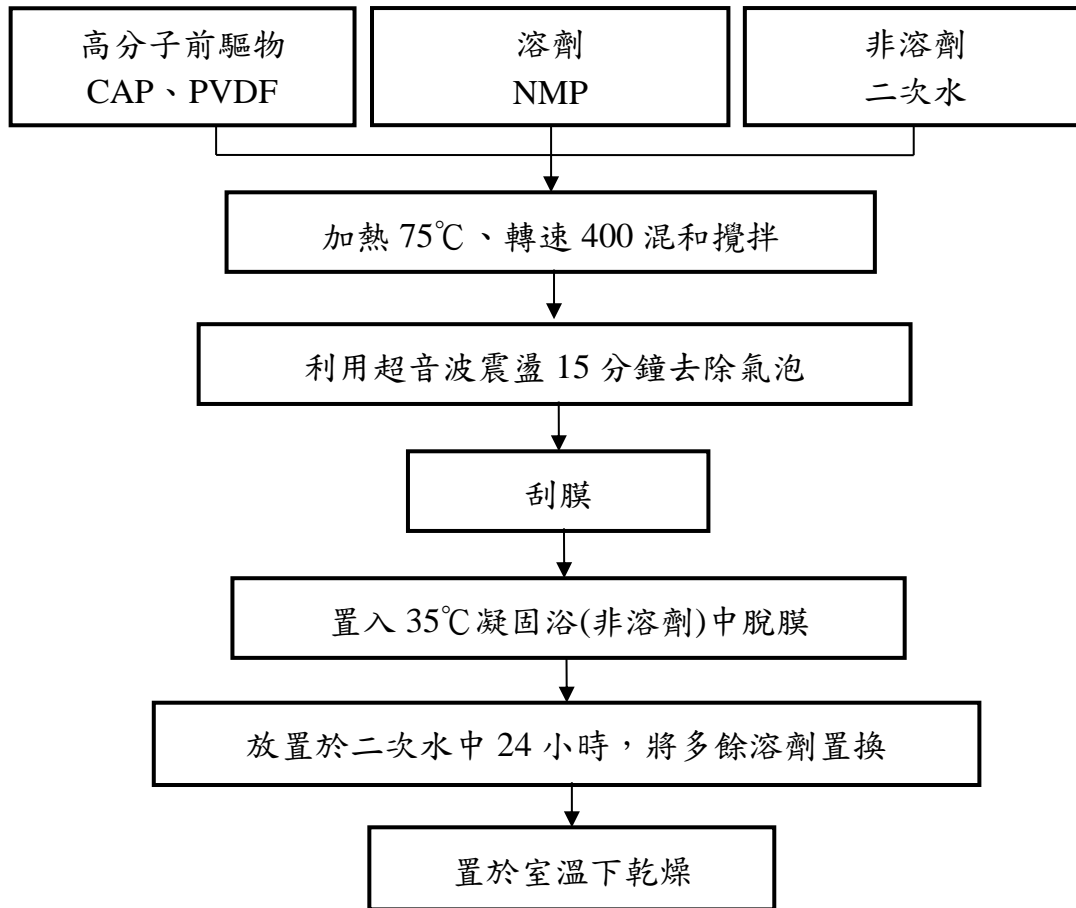 高分子前驅物
CAP、PVDF
溶劑
NMP
非溶劑
二次水
加熱 75℃、轉速 400 混和攪拌
利用超音波震盪 15 分鐘去除氣泡
刮膜
置入 35℃凝固浴(非溶劑)中脫膜
放置於二次水中 24 小時，將多餘溶劑置換
置於室溫下乾燥